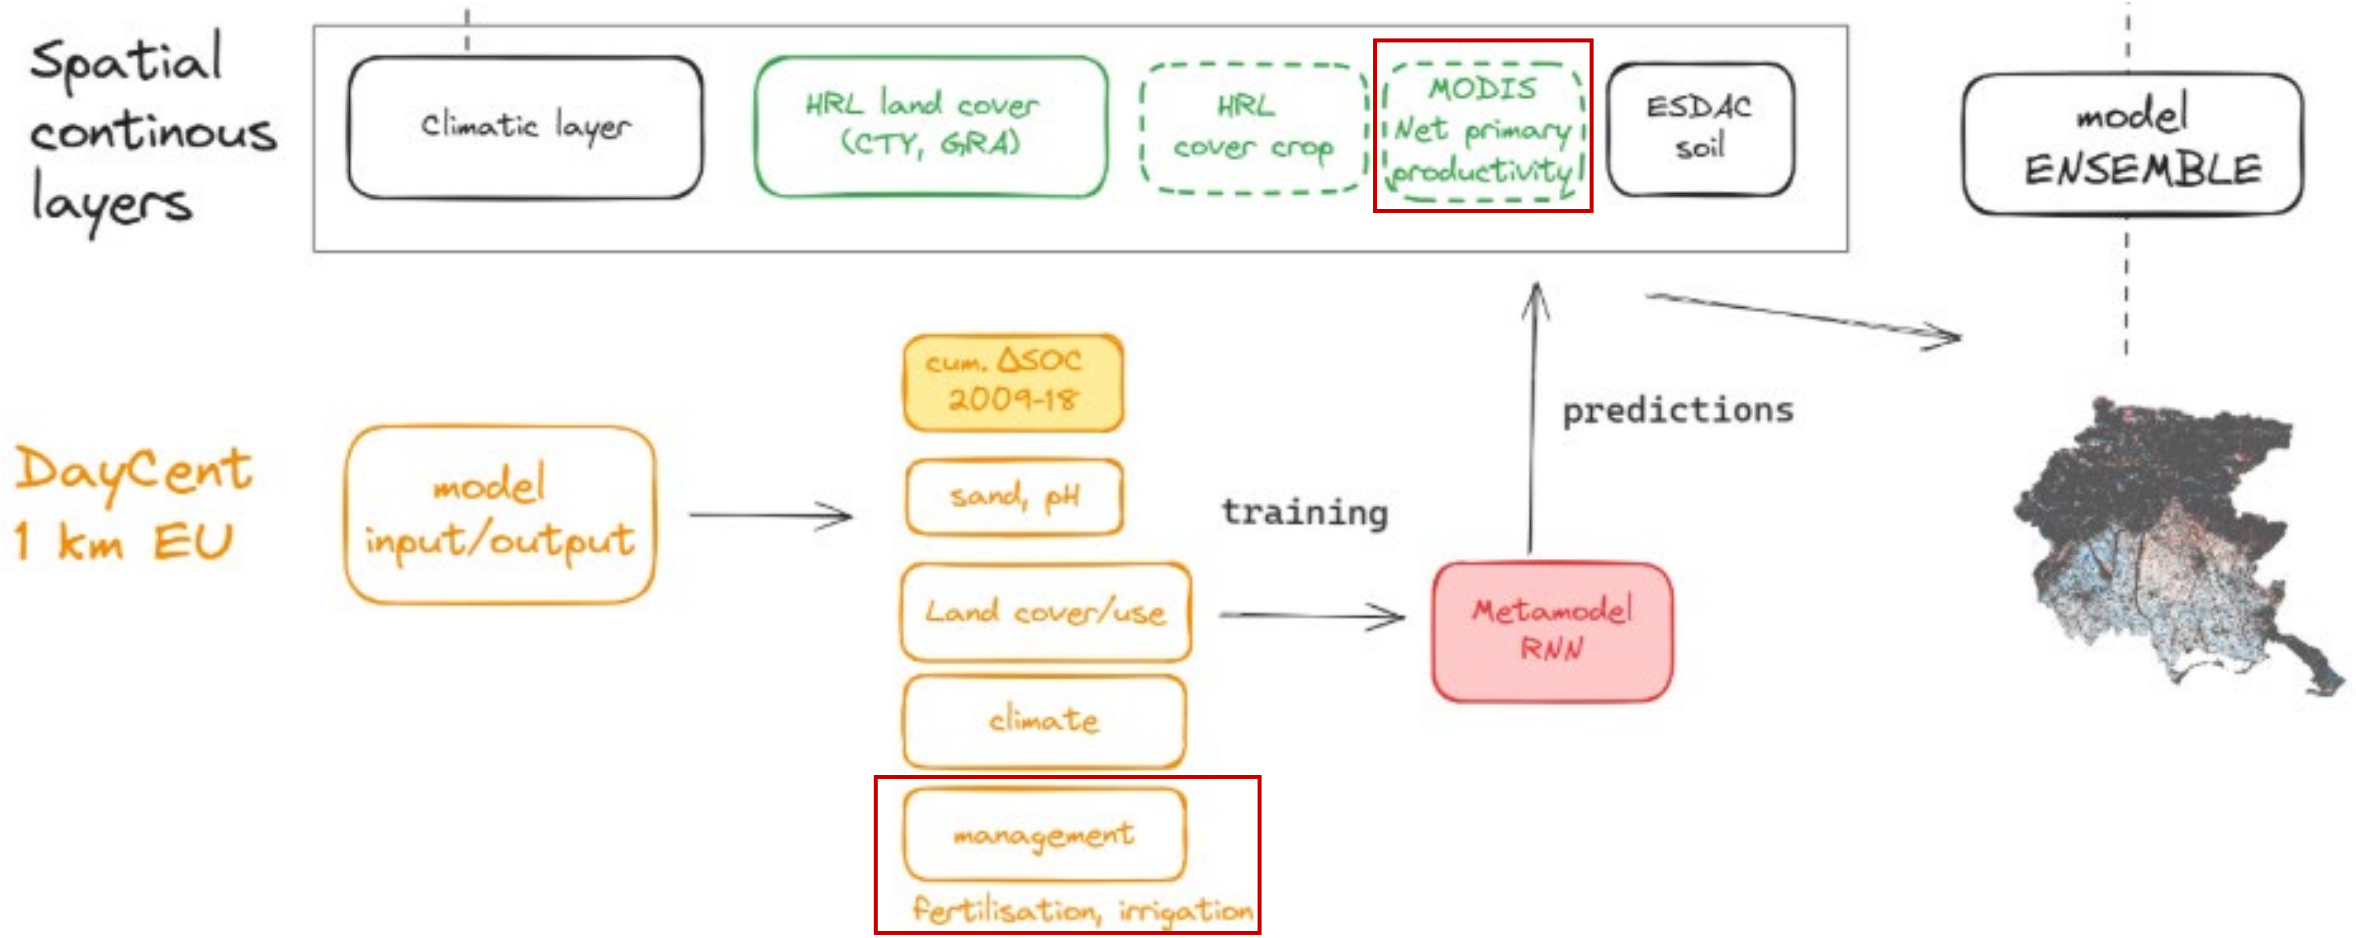 Spatial
continous
layers
Climatic layer
HRL land cover
(CTY, GRA)
HRL
cover crop
MODIS
Net primary
productivity
ESDAC
soil
model
ENSEMBLE
DayCent
1 km EU
model
input/output
cum. ΔSOC
2009-18
sand, pH
Land cover/use
climate
management
fertilisation, irrigation
training
Metamodel
RNN
predictions